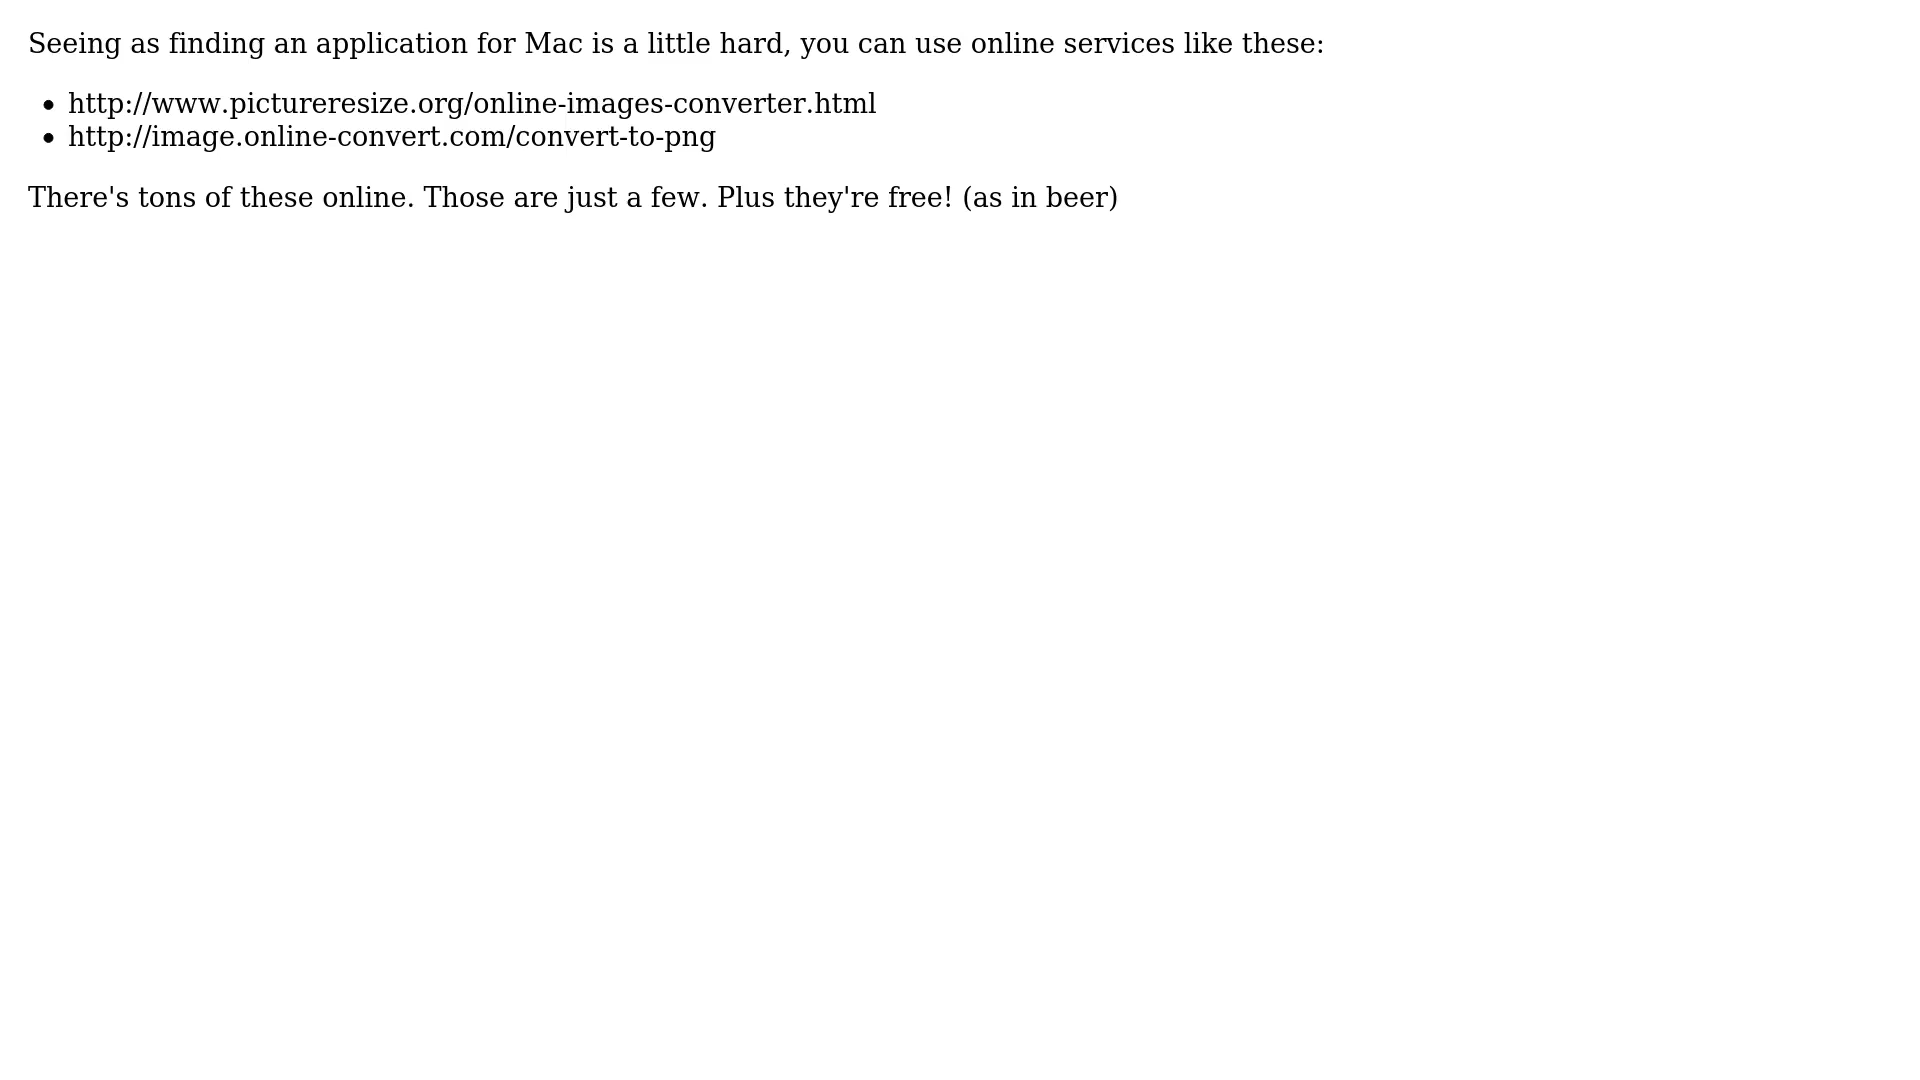 Seeing as finding an application for Mac is a little hard, you can use online services like these:
• http://www.pictureresize.org/online-images-converter.html
• http://image.online-convert.com/convert-to-png
There's tons of these online. Those are just a few. Plus they're free! (as in beer)